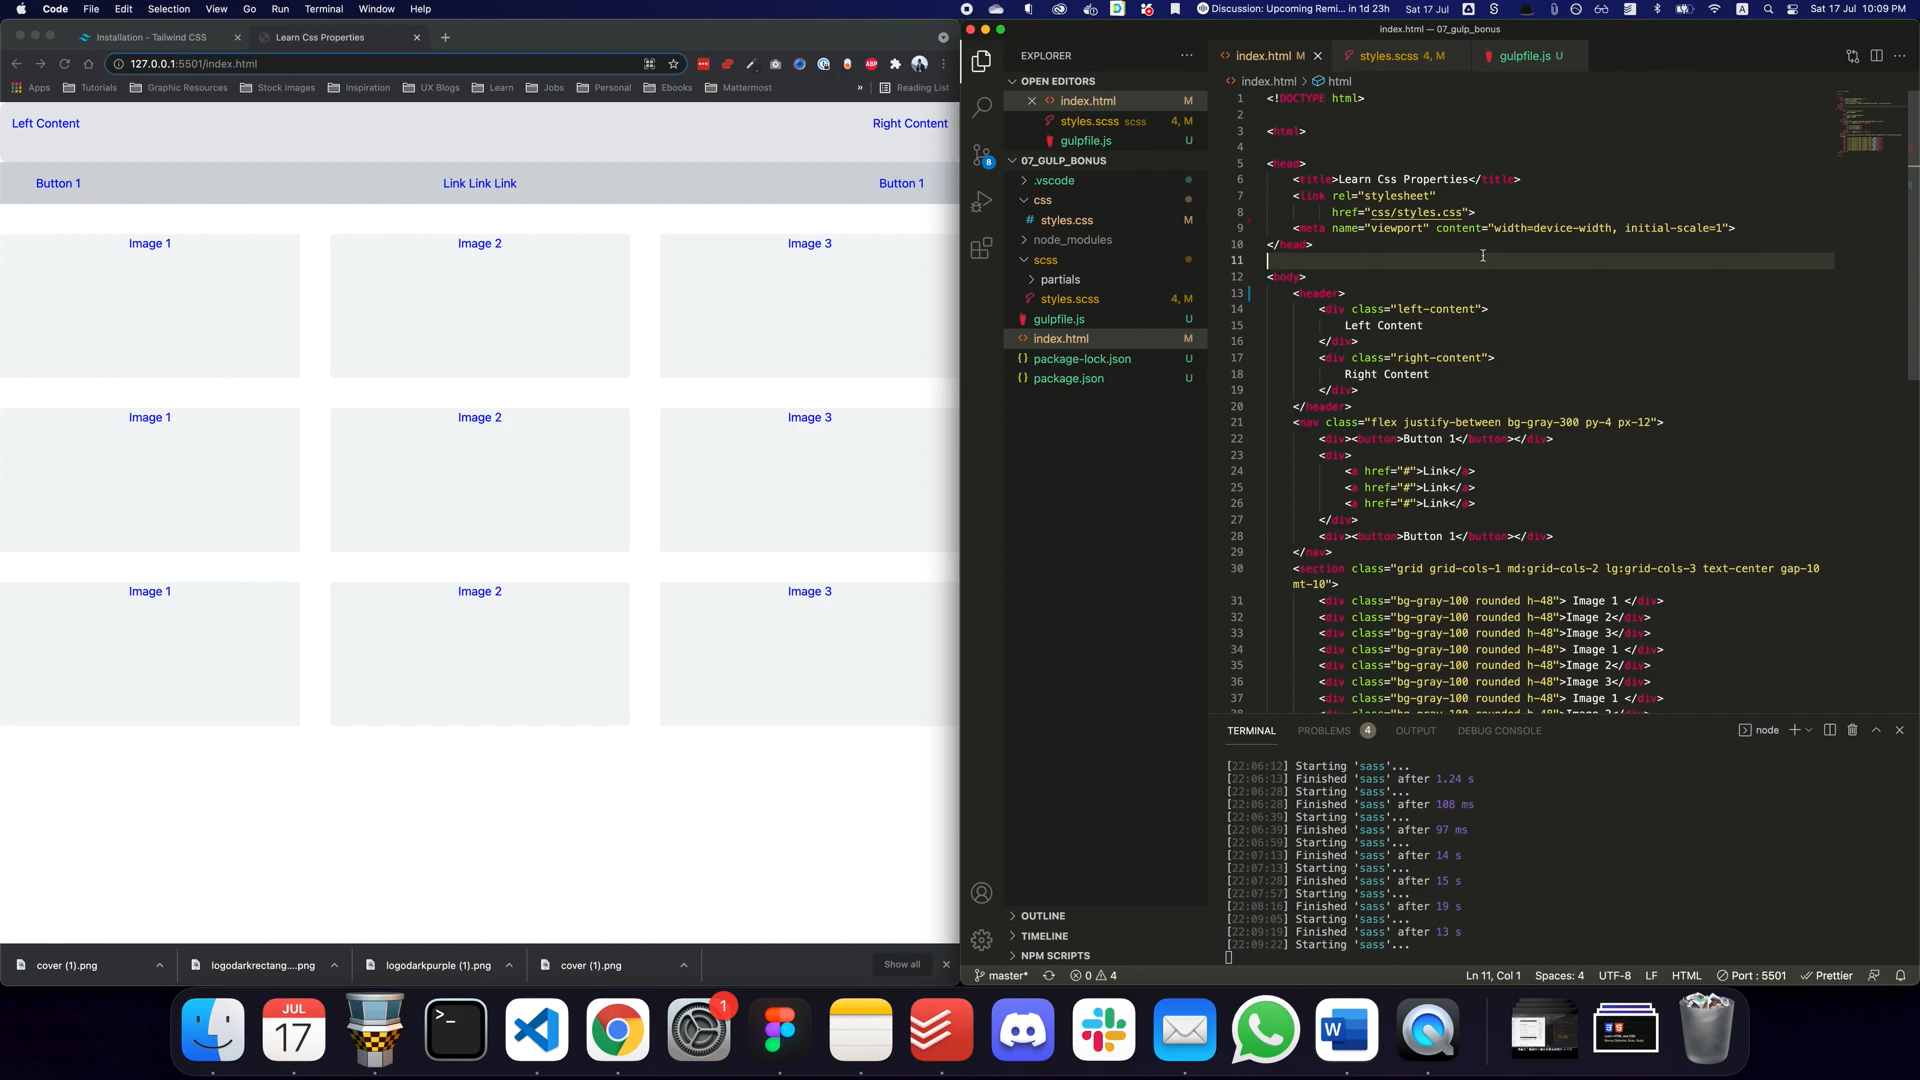 Code File Edit Selection View Go Run Terminal Window Help
Discussion: Upcoming Remi... in 1d 23h Sat 17 Jul Sat 17 Jul 10:09 PM
Installation - Tailwind CSS
Learn Css Properties
127.0.0.1:5501/index.html
Apps Tutorials Graphic Resources Stock Images Inspiration UX Blogs Learn Jobs Personal Ebooks Mattermost » Reading List
Left Content Right Content
Button 1 Link Link Link Button 1
Image 1 Image 2 Image 3
Image 1 Image 2 Image 3
Image 1 Image 2 Image 3
cover (1).png logodarkrectang....png logodarkpurple (1).png cover (1).png Show all
index.html — 07_gulp_bonus
EXPLORER
OPEN EDITORS
index.html M
styles.scss scss 4, M
gulpfile.js U
07_GULP_BONUS
.vscode
css
styles.css M
node_modules
scss
partials
styles.scss 4, M
gulpfile.js U
index.html M
package-lock.json U
package.json U
8
OUTLINE
TIMELINE
NPM SCRIPTS
index.html M styles.scss 4, M gulpfile.js U
index.html > html
1 <!DOCTYPE html>
2
3 <html>
4
5 <head>
6 <title>Learn Css Properties</title>
7 <link rel="stylesheet"
8 href="css/styles.css">
9 <meta name="viewport" content="width=device-width, initial-scale=1">
10 </head>
11
12 <body>
13 <header>
14 <div class="left-content">
15 Left Content
16 </div>
17 <div class="right-content">
18 Right Content
19 </div>
20 </header>
21 <nav class="flex justify-between bg-gray-300 py-4 px-12">
22 <div><button>Button 1</button></div>
23 <div>
24 <a href="#">Link</a>
25 <a href="#">Link</a>
26 <a href="#">Link</a>
27 </div>
28 <div><button>Button 1</button></div>
29 </nav>
30 <section class="grid grid-cols-1 md:grid-cols-2 lg:grid-cols-3 text-center gap-10
mt-10">
31 <div class="bg-gray-100 rounded h-48"> Image 1 </div>
32 <div class="bg-gray-100 rounded h-48">Image 2</div>
33 <div class="bg-gray-100 rounded h-48">Image 3</div>
34 <div class="bg-gray-100 rounded h-48"> Image 1 </div>
35 <div class="bg-gray-100 rounded h-48">Image 2</div>
36 <div class="bg-gray-100 rounded h-48">Image 3</div>
37 <div class="bg-gray-100 rounded h-48"> Image 1 </div>
TERMINAL PROBLEMS 4 OUTPUT DEBUG CONSOLE node
[22:06:12] Starting 'sass'...
[22:06:13] Finished 'sass' after 1.24 s
[22:06:28] Starting 'sass'...
[22:06:28] Finished 'sass' after 108 ms
[22:06:39] Starting 'sass'...
[22:06:39] Finished 'sass' after 97 ms
[22:06:59] Starting 'sass'...
[22:07:13] Finished 'sass' after 14 s
[22:07:13] Starting 'sass'...
[22:07:28] Finished 'sass' after 15 s
[22:07:57] Starting 'sass'...
[22:08:16] Finished 'sass' after 19 s
[22:09:05] Starting 'sass'...
[22:09:19] Finished 'sass' after 13 s
[22:09:22] Starting 'sass'...
master* 0 4 Ln 11, Col 1 Spaces: 4 UTF-8 LF HTML Port : 5501 Prettier
JUL
17
1